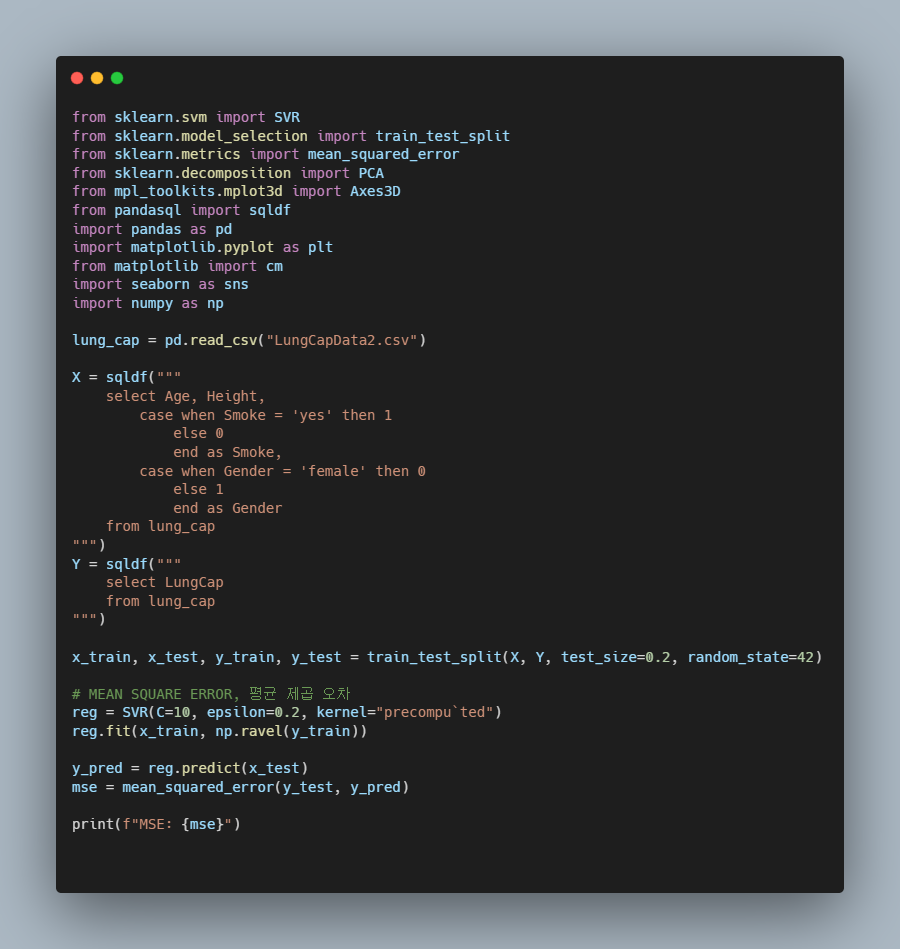 from sklearn.svm import SVR
from sklearn.model_selection import train_test_split
from sklearn.metrics import mean_squared_error
from sklearn.decomposition import PCA
from mpl_toolkits.mplot3d import Axes3D
from pandasql import sqldf
import pandas as pd
import matplotlib.pyplot as plt
from matplotlib import cm
import seaborn as sns
import numpy as np

lung_cap = pd.read_csv("LungCapData2.csv")

X = sqldf("""
    select Age, Height,
        case when Smoke = 'yes' then 1
            else 0
            end as Smoke,
        case when Gender = 'female' then 0
            else 1
            end as Gender
    from lung_cap
""")
Y = sqldf("""
    select LungCap
    from lung_cap
""")

x_train, x_test, y_train, y_test = train_test_split(X, Y, test_size=0.2, random_state=42)

# MEAN SQUARE ERROR, 평균 제곱 오차
reg = SVR(C=10, epsilon=0.2, kernel="precompu`ted")
reg.fit(x_train, np.ravel(y_train))

y_pred = reg.predict(x_test)
mse = mean_squared_error(y_test, y_pred)

print(f"MSE: {mse}")